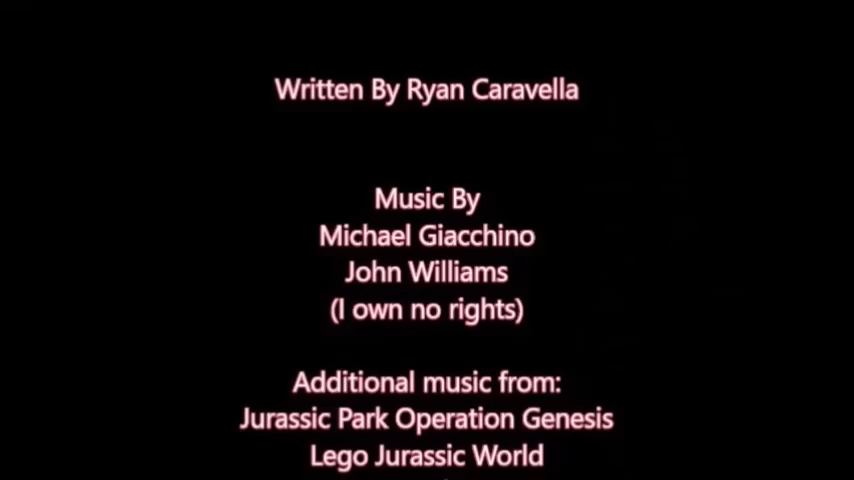 Written By Ryan Caravella
Music By
Michael Giacchino
John Williams
(I own no rights)
Additional music from:
Jurassic Park Operation Genesis
Lego Jurassic World